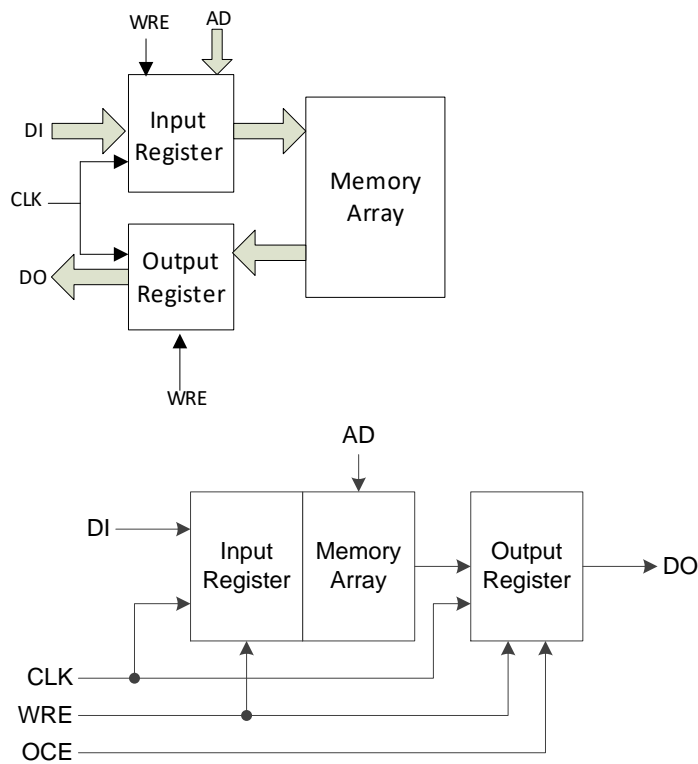 WRE
AD
DI
Input
Register
CLK
Memory
Array
DO
Output
Register
WRE
AD
DI
Input
Register
Memory
Array
Output
Register
DO
CLK
WRE
OCE